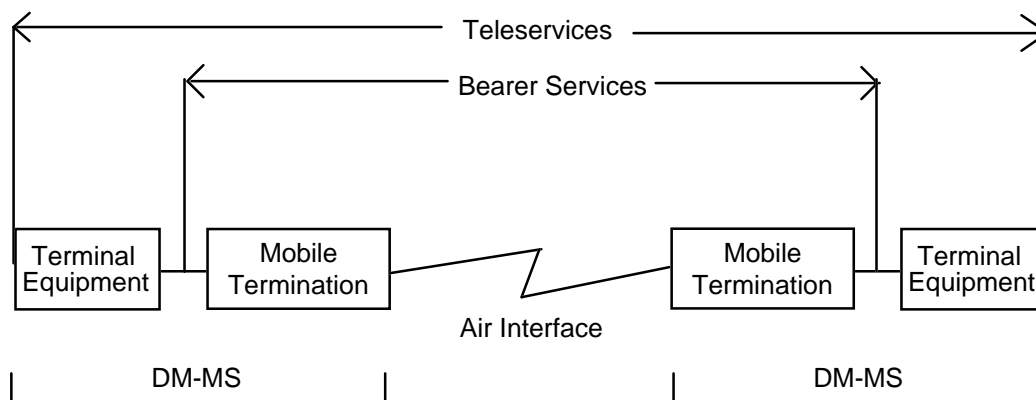 Teleservices
Bearer Services
Terminal
Equipment
Mobile
Termination
Mobile
Termination
Terminal
Equipment
Air Interface
DM-MS
DM-MS